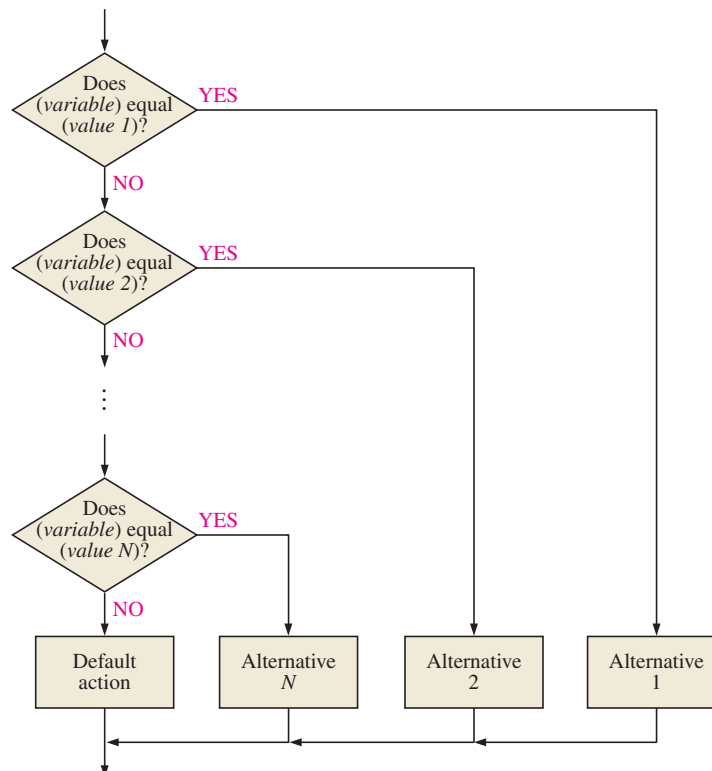 Does
(variable) equal
(value 1)?
YES
NO
Does
(variable) equal
(value 2)?
YES
NO
⋮
Does
(variable) equal
(value N)?
YES
NO
Default
action
Alternative
N
Alternative
2
Alternative
1